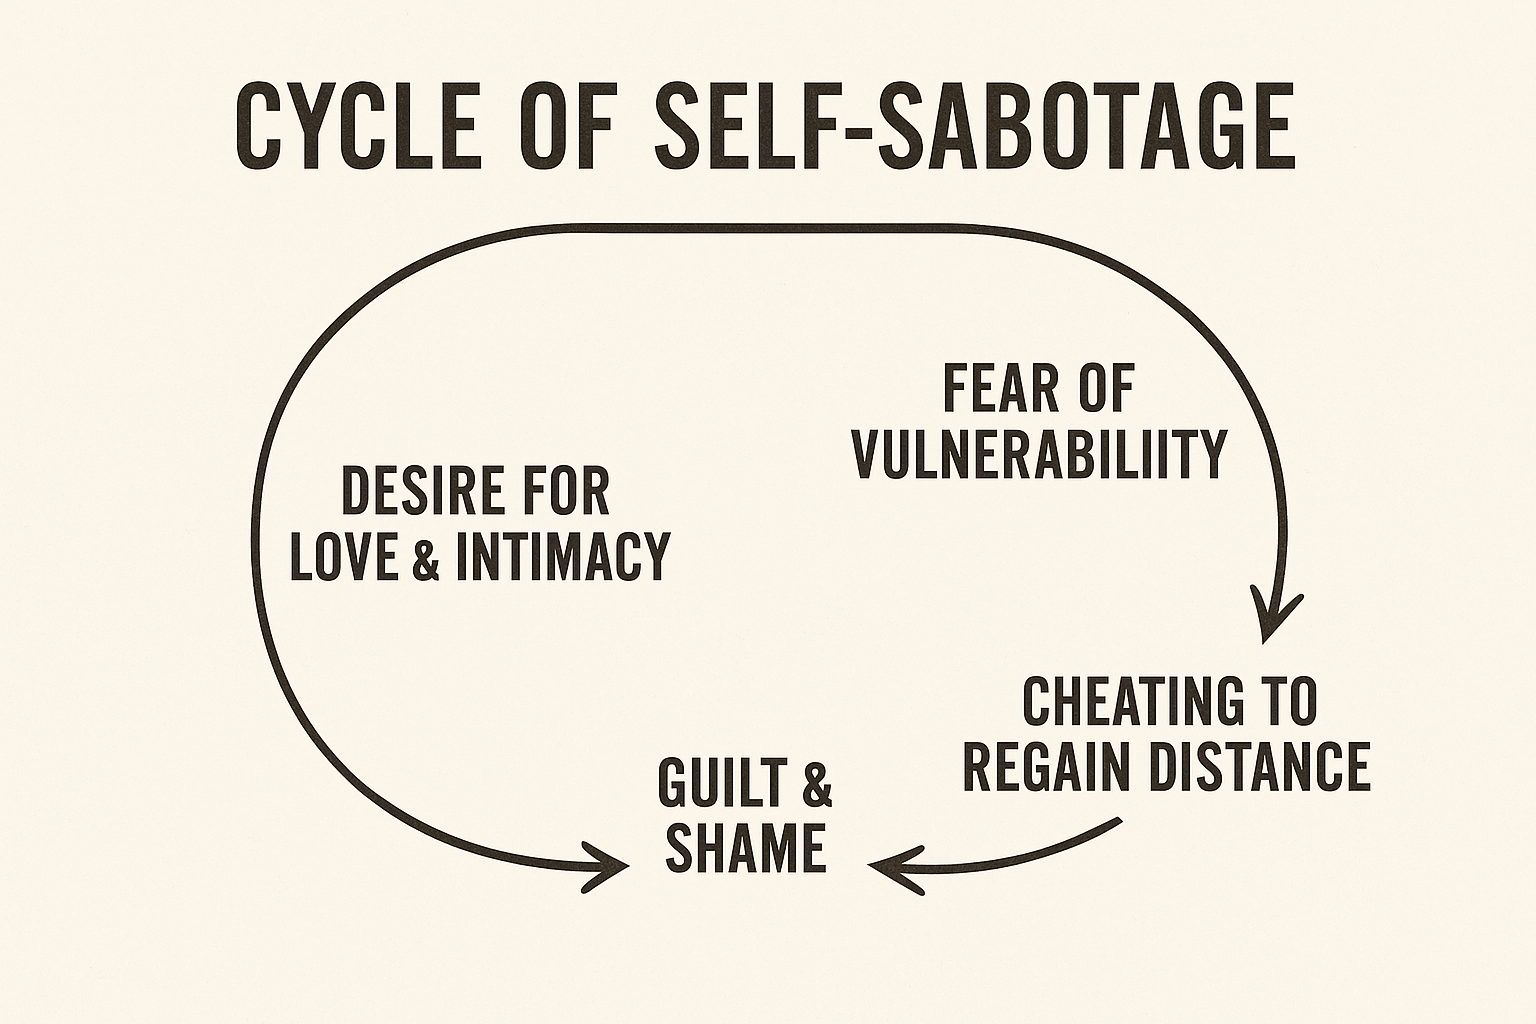 CYCLE OF SELF-SABOTAGE
FEAR OF
VULNERABILIITY
DESIRE FOR
LOVE & INTIMACY
CHEATING TO
REGAIN DISTANCE
GUILT &
SHAME